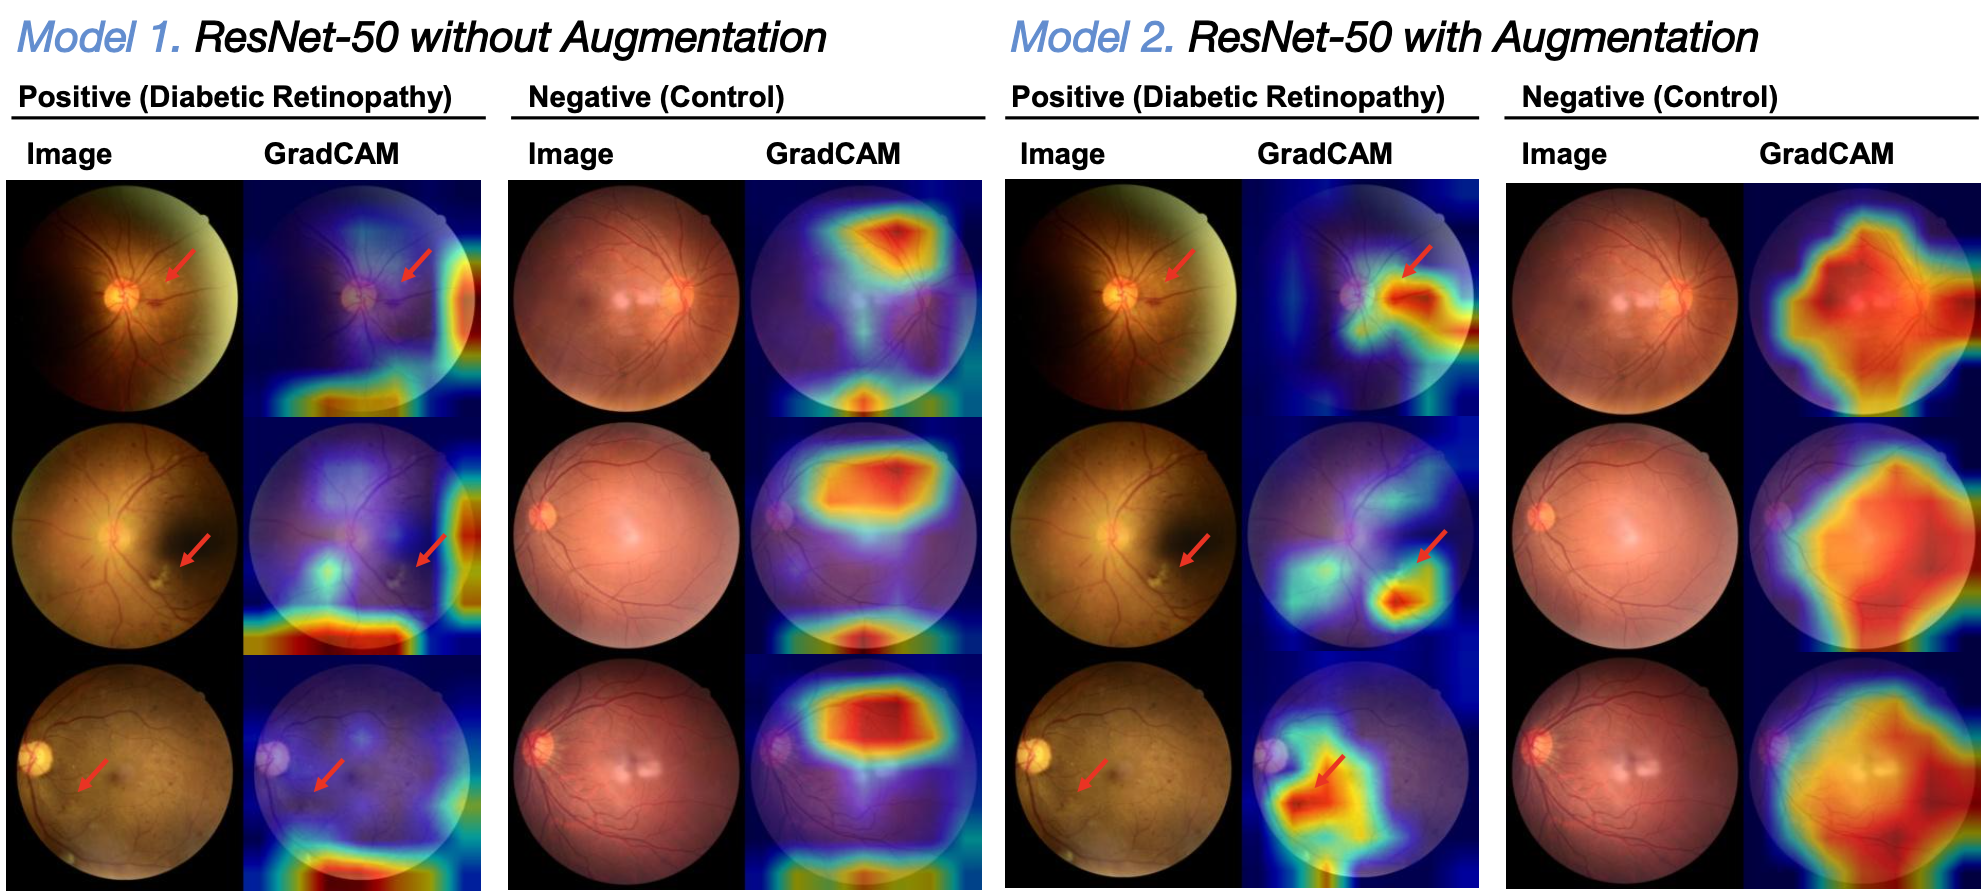 Model 1. ResNet-50 without Augmentation
Positive (Diabetic Retinopathy)
Negative (Control)
Image
GradCAM
Image
GradCAM
Model 2. ResNet-50 with Augmentation
Positive (Diabetic Retinopathy)
Negative (Control)
Image
GradCAM
Image
GradCAM